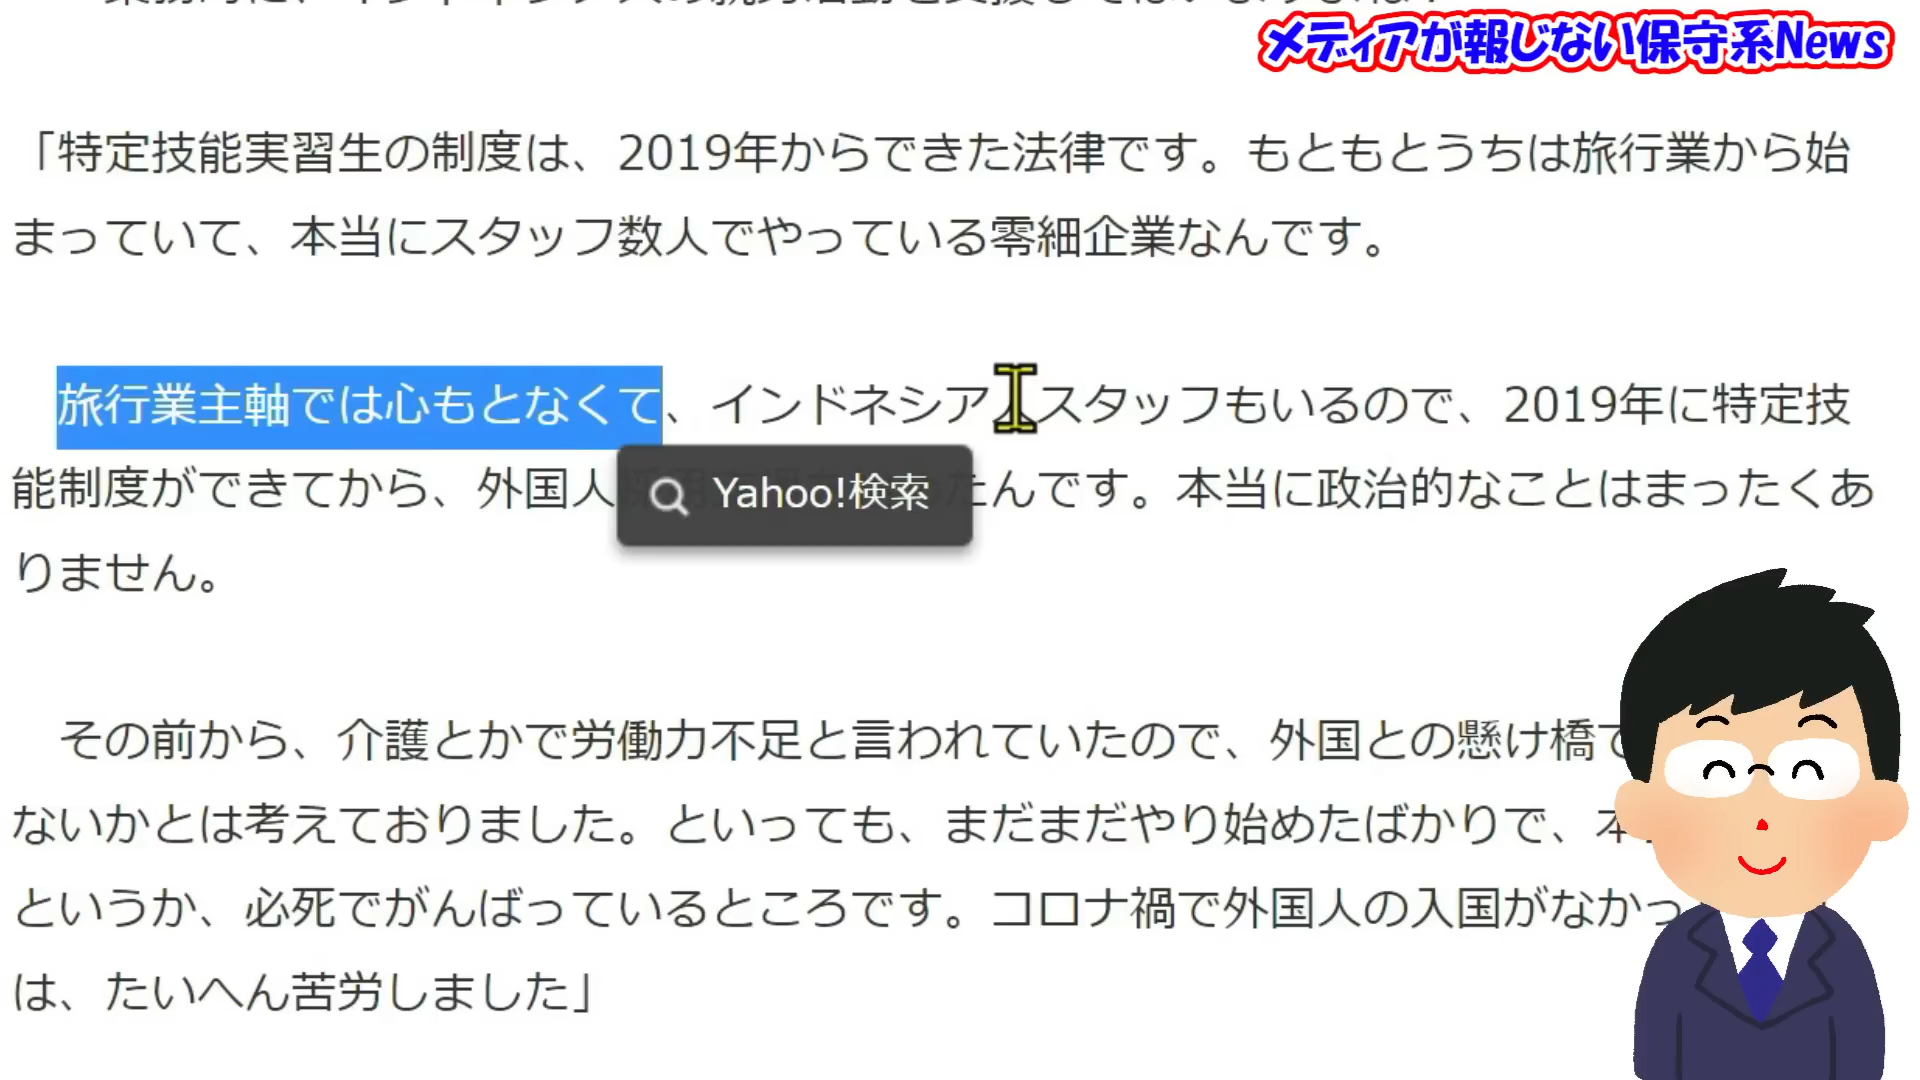 メディアが報じない保守系News
「特定技能実習生の制度は、2019年からできた法律です。もともとうちは旅行業から始
まっていて、本当にスタッフ数人でやっている零細企業なんです。
旅行業主軸では心もとなくて、インドネシア人スタッフもいるので、2019年に特定技
能制度ができてから、外国人 たんです。本当に政治的なことはまったくあ
Yahoo!検索
りません。
その前から、介護とかで労働力不足と言われていたので、外国との懸け橋で
ないかとは考えておりました。といっても、まだまだやり始めたばかりで、本
というか、必死でがんばっているところです。コロナ禍で外国人の入国がなかっ
は、たいへん苦労しました」